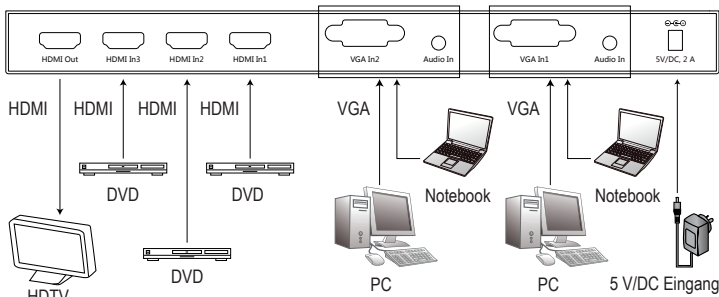 HDMI Out HDMI In3 HDMI In2 HDMI In1 VGA In2 Audio In VGA In1 Audio In 5V/DC, 2 A
HDMI HDMI HDMI HDMI VGA VGA
DVD DVD Notebook Notebook
HDTV DVD PC PC 5 V/DC Eingang